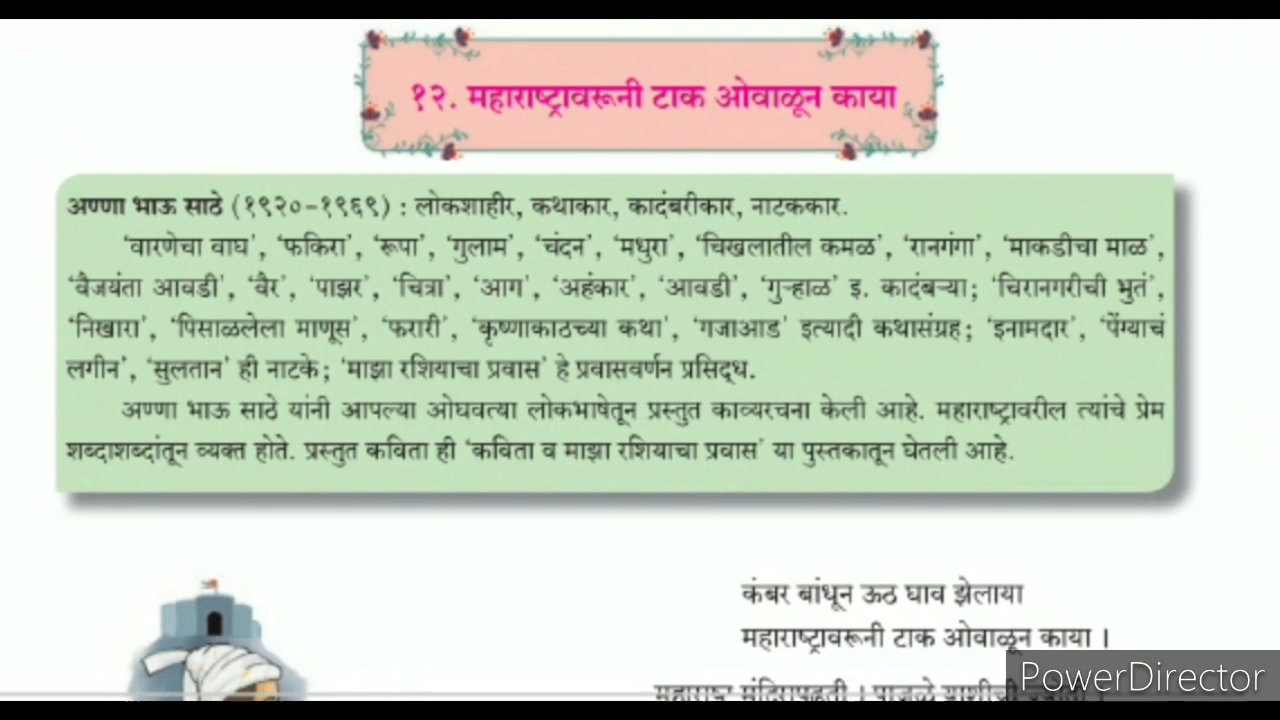 १२. महाराष्ट्रावरूनी टाक ओवाळून काया
अण्णा भाऊ साठे (१९२०-१९६९) : लोकशाहीर, कथाकार, कादंबरीकार, नाटककार.
‘वारणेचा वाघ’, ‘फकिरा’, ‘रूपा’, ‘गुलाम’, ‘चंदन’, ‘मधुरा’, ‘चिखलातील कमळ’, ‘रानगंगा’, ‘माकडीचा माळ’,
‘वैजयंता आवडी’, ‘वैर’, ‘पाझर’, ‘चित्रा’, ‘आग’, ‘अहंकार’, ‘आवडी’, ‘गुऱ्हाळ’ इ. कादंबऱ्या; ‘चिरानगरीची भुतं’,
‘निखारा’, ‘पिसाळलेला माणूस’, ‘फरारी’, ‘कृष्णाकाठच्या कथा’, ‘गजाआड’ इत्यादी कथासंग्रह; ‘इनामदार’, ‘पेंग्याचं
लगीन’, ‘सुलतान’ ही नाटके; ‘माझा रशियाचा प्रवास’ हे प्रवासवर्णन प्रसिद्ध.
अण्णा भाऊ साठे यांनी आपल्या ओघवत्या लोकभाषेतून प्रस्तुत काव्यरचना केली आहे. महाराष्ट्रावरील त्यांचे प्रेम
शब्दाशब्दांतून व्यक्त होते. प्रस्तुत कविता ही ‘कविता व माझा रशियाचा प्रवास’ या पुस्तकातून घेतली आहे.
कंबर बांधून ऊठ घाव झेलाया
महाराष्ट्रावरूनी टाक ओवाळून काया ।
PowerDirector